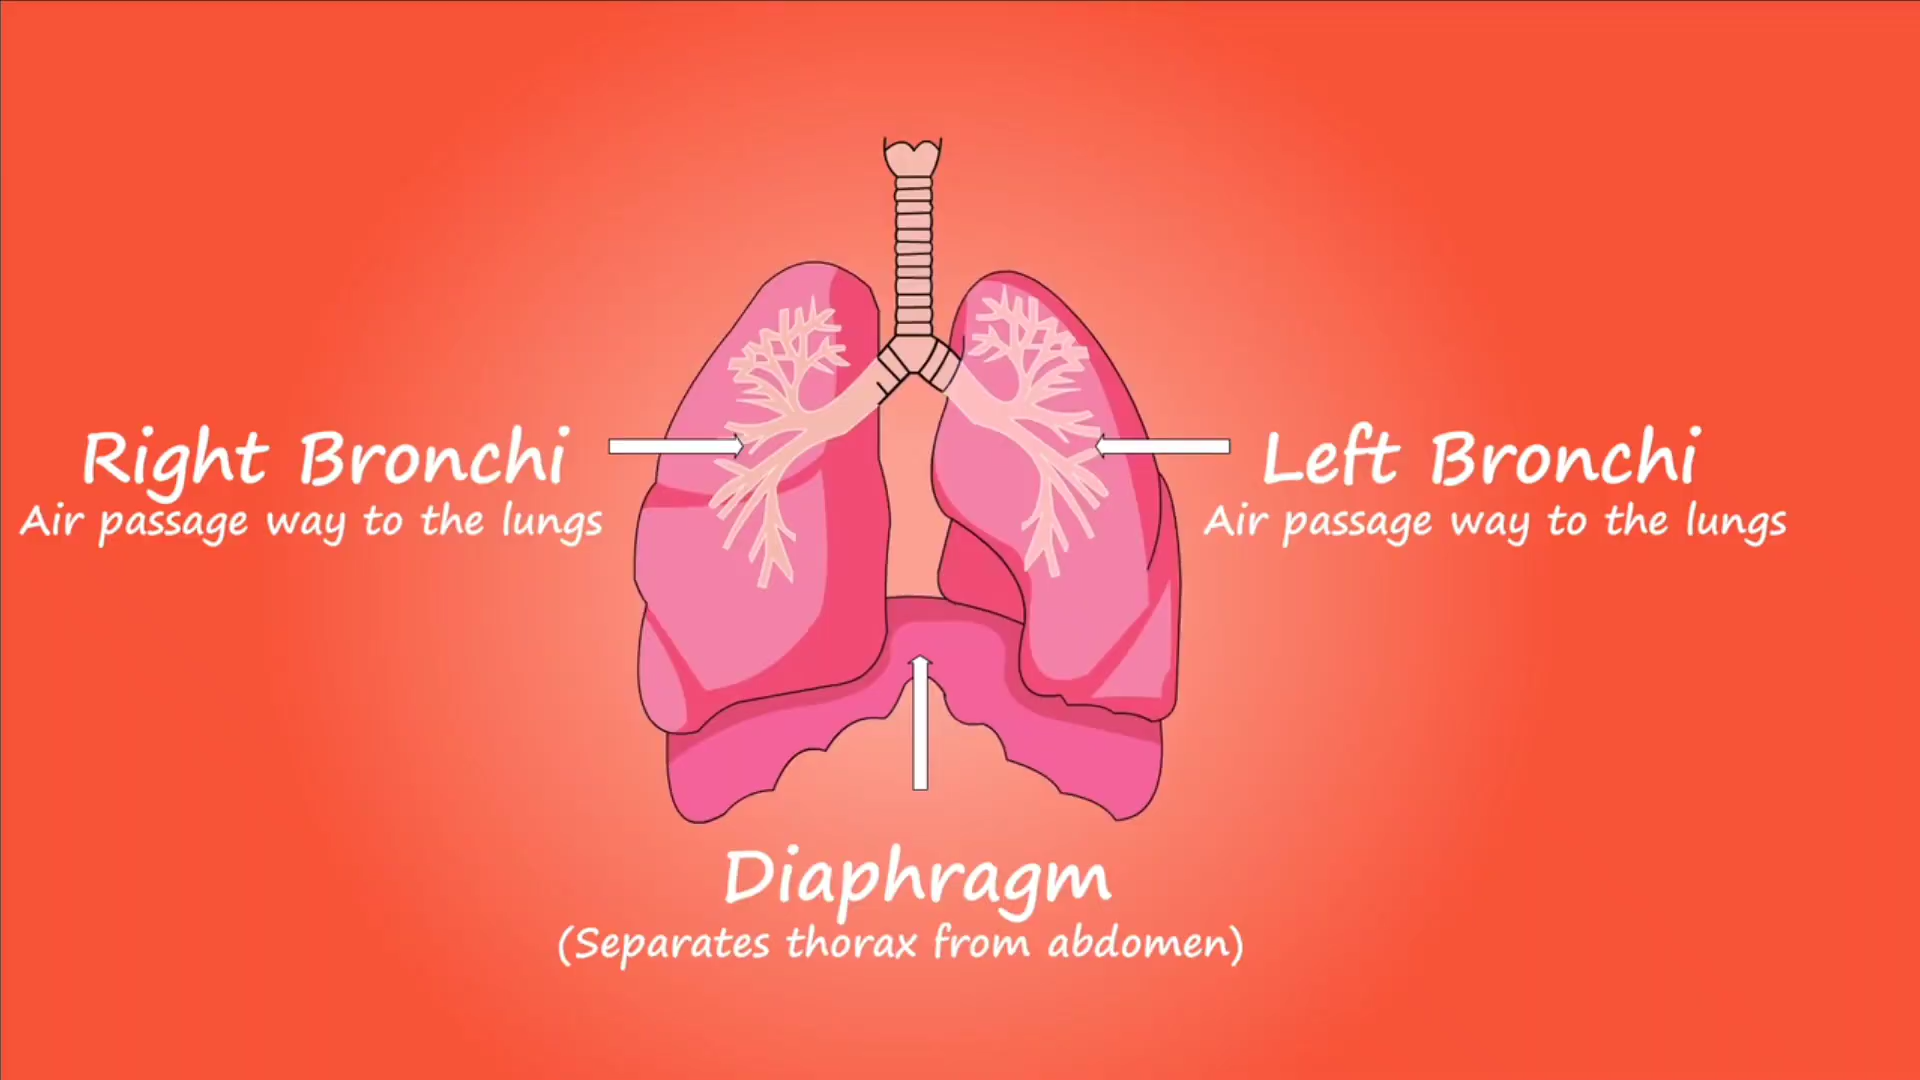 Right Bronchi
Air passage way to the lungs
Left Bronchi
Air passage way to the lungs
Diaphragm
(Separates thorax from abdomen)